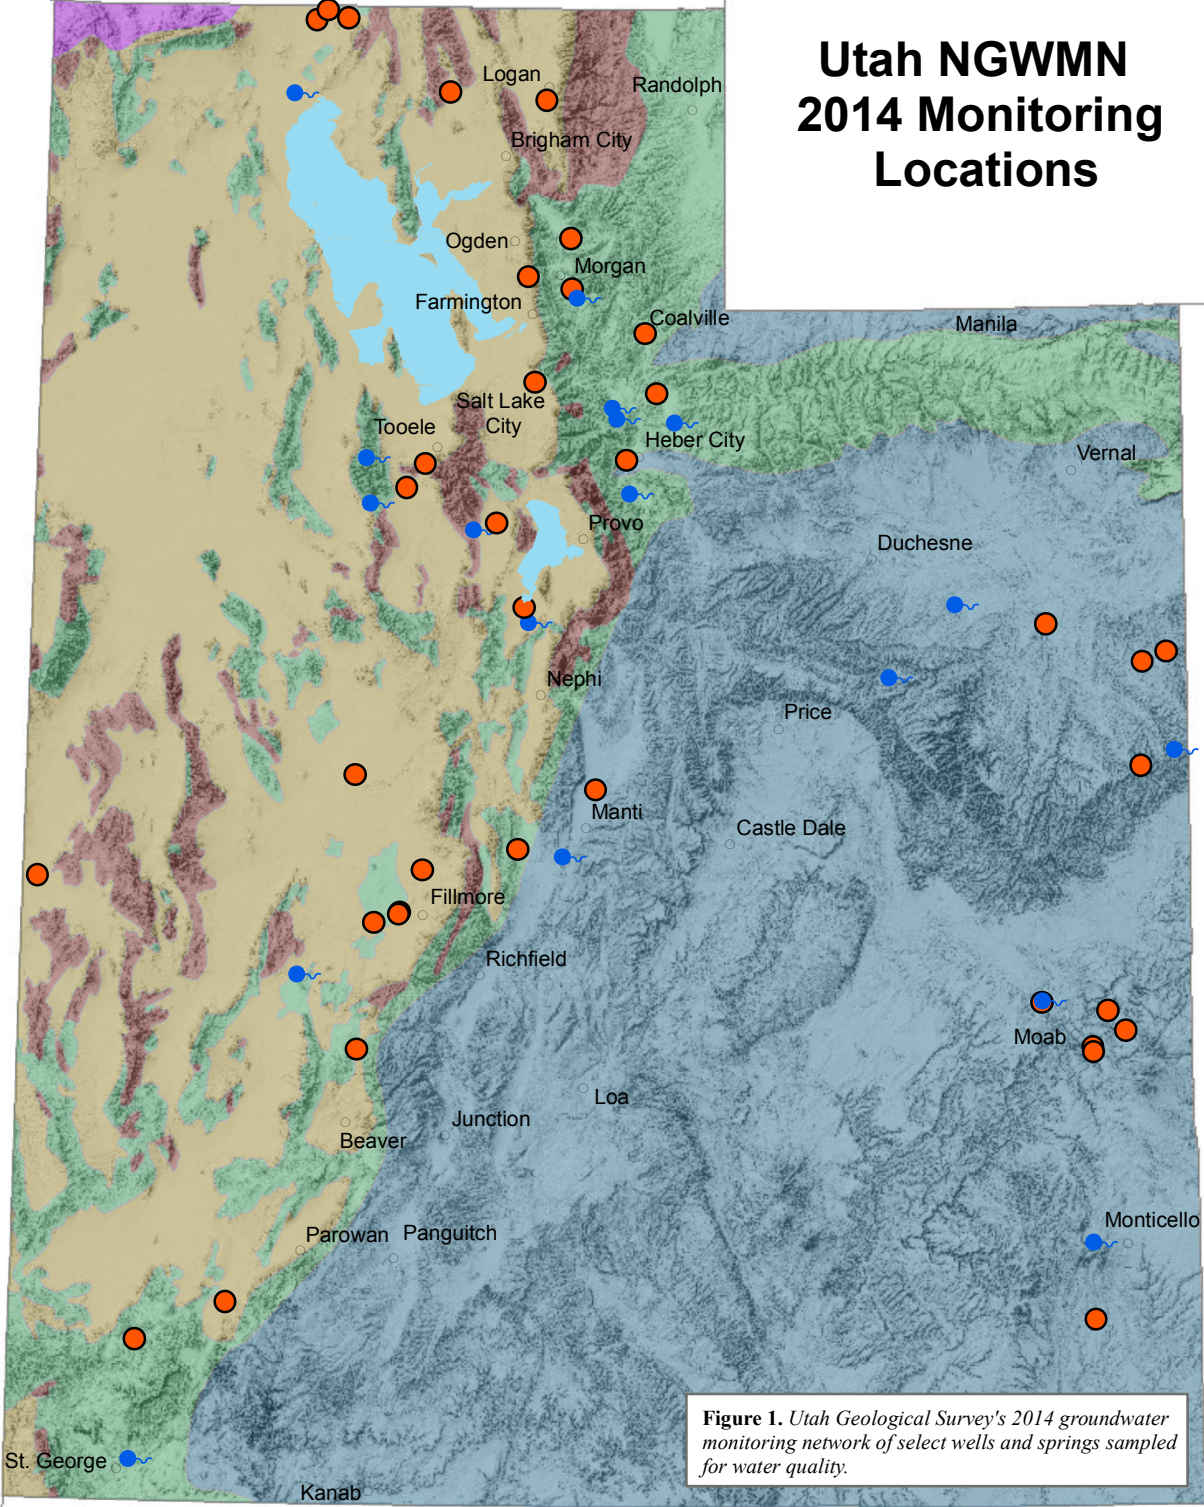 Utah NGWMN
2014 Monitoring
Locations
Logan
Randolph
Brigham City
Ogden
Morgan
Farmington
Coalville
Manila
Salt Lake
City
Tooele
Heber City
Vernal
Provo
Duchesne
Nephi
Price
Manti
Castle Dale
Fillmore
Richfield
Moab
Loa
Junction
Beaver
Monticello
Parowan
Panguitch
St. George
Kanab
Figure 1. Utah Geological Survey's 2014 groundwater
monitoring network of select wells and springs sampled
for water quality.